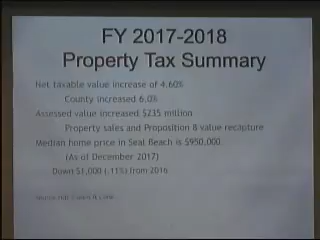 FY 2017-2018
Property Tax Summary
Net taxable value increase of 4.60%
County increased 6.0%
Assessed value increased $235 million
Property sales and Proposition 8 value recapture
Median home price in Seal Beach is $950,000
(As of December 2017)
Down $1,000 (.11%) from 2016